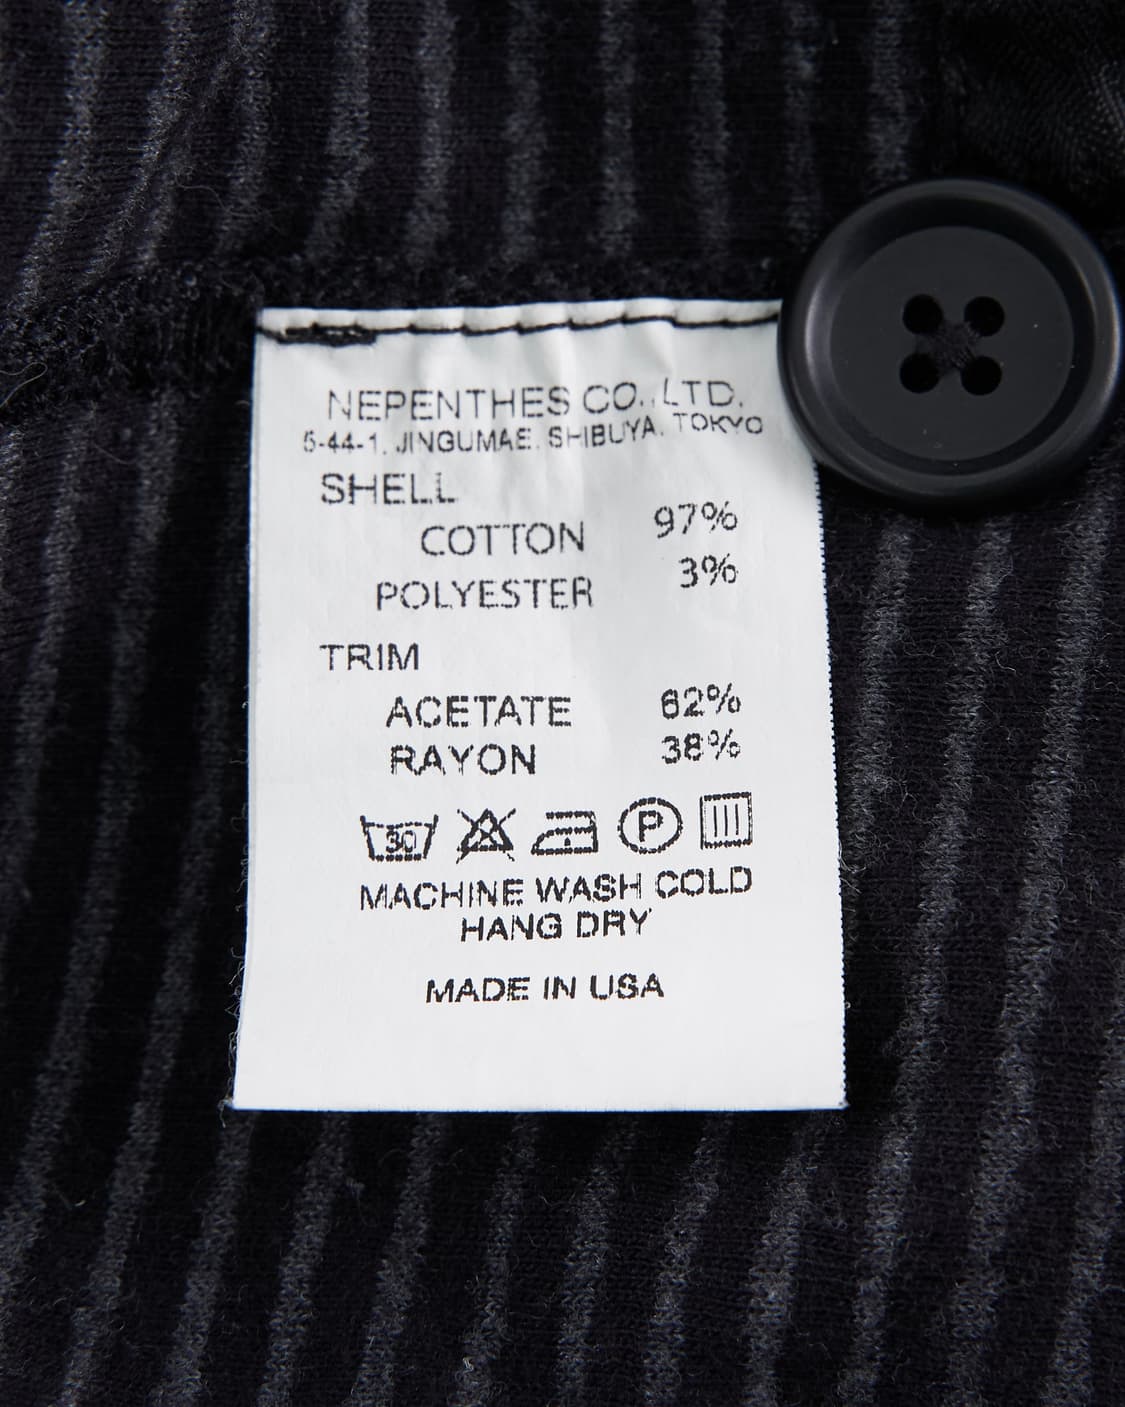 NEPENTHES CO., LTD.
5-44-1, JINGUMAE, SHIBUYA, TOKYO
SHELL
COTTON 97%
POLYESTER 3%
TRIM
ACETATE 62%
RAYON 38%
30 P
MACHINE WASH COLD
HANG DRY
MADE IN USA